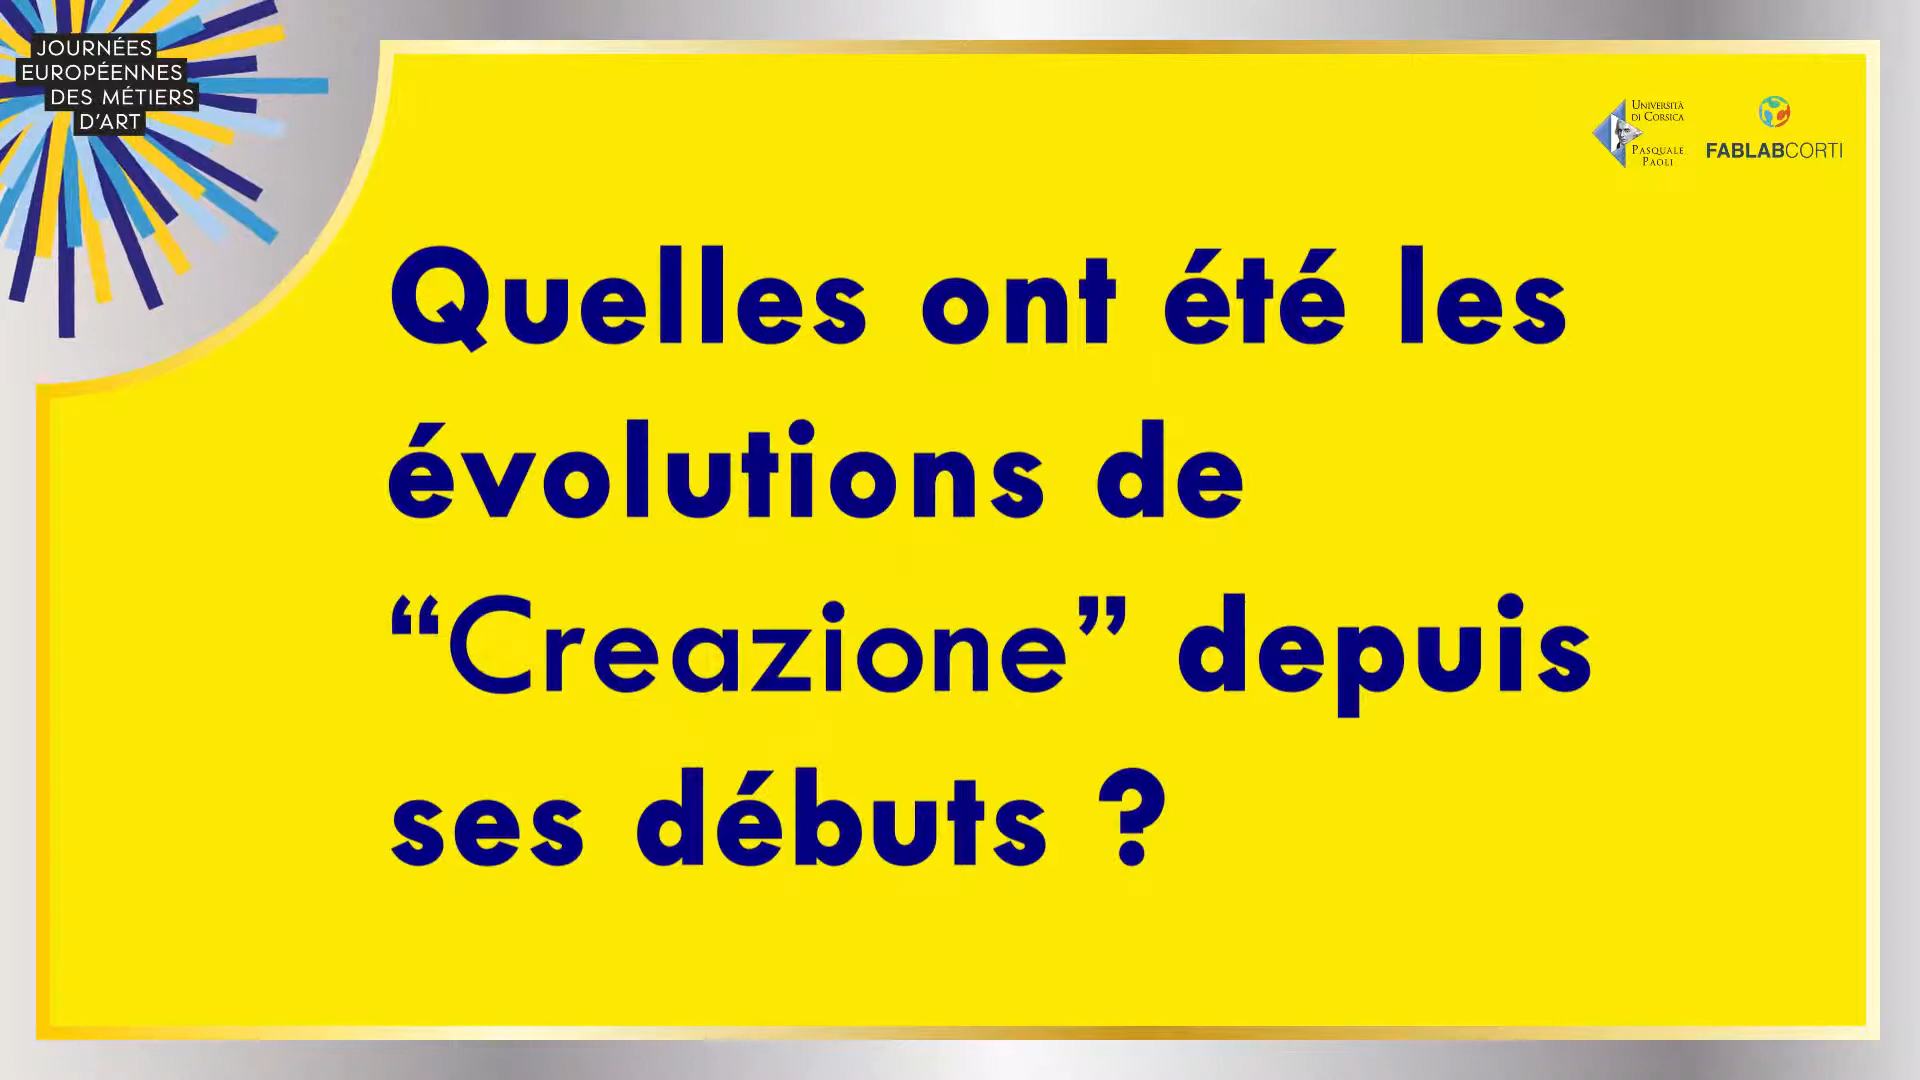 JOURNÉES
EUROPÉENNES
DES MÉTIERS
D'ART
UNIVERSITÀ
DI CORSICA
PASQUALE
PAOLI
FABLABCORTI
Quelles ont été les
évolutions de
“Creazione” depuis
ses débuts ?